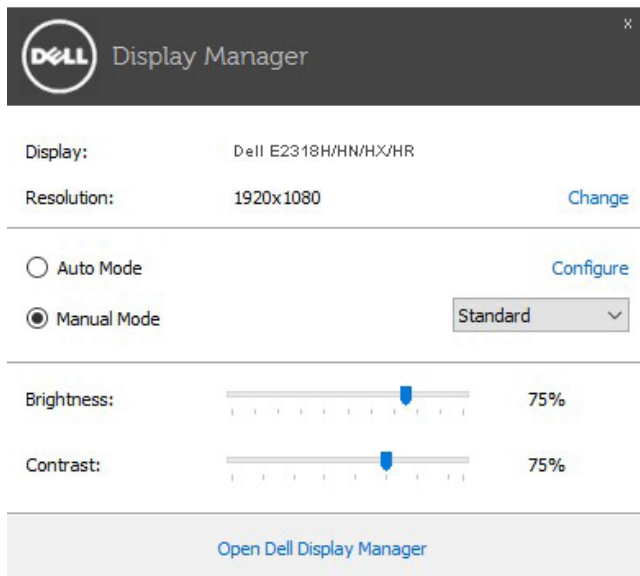 x
DELL Display Manager
Display: Dell E2318H/HN/HX/HR
Resolution: 1920x1080 Change
Auto Mode Configure
Manual Mode Standard
Brightness: 75%
Contrast: 75%
Open Dell Display Manager